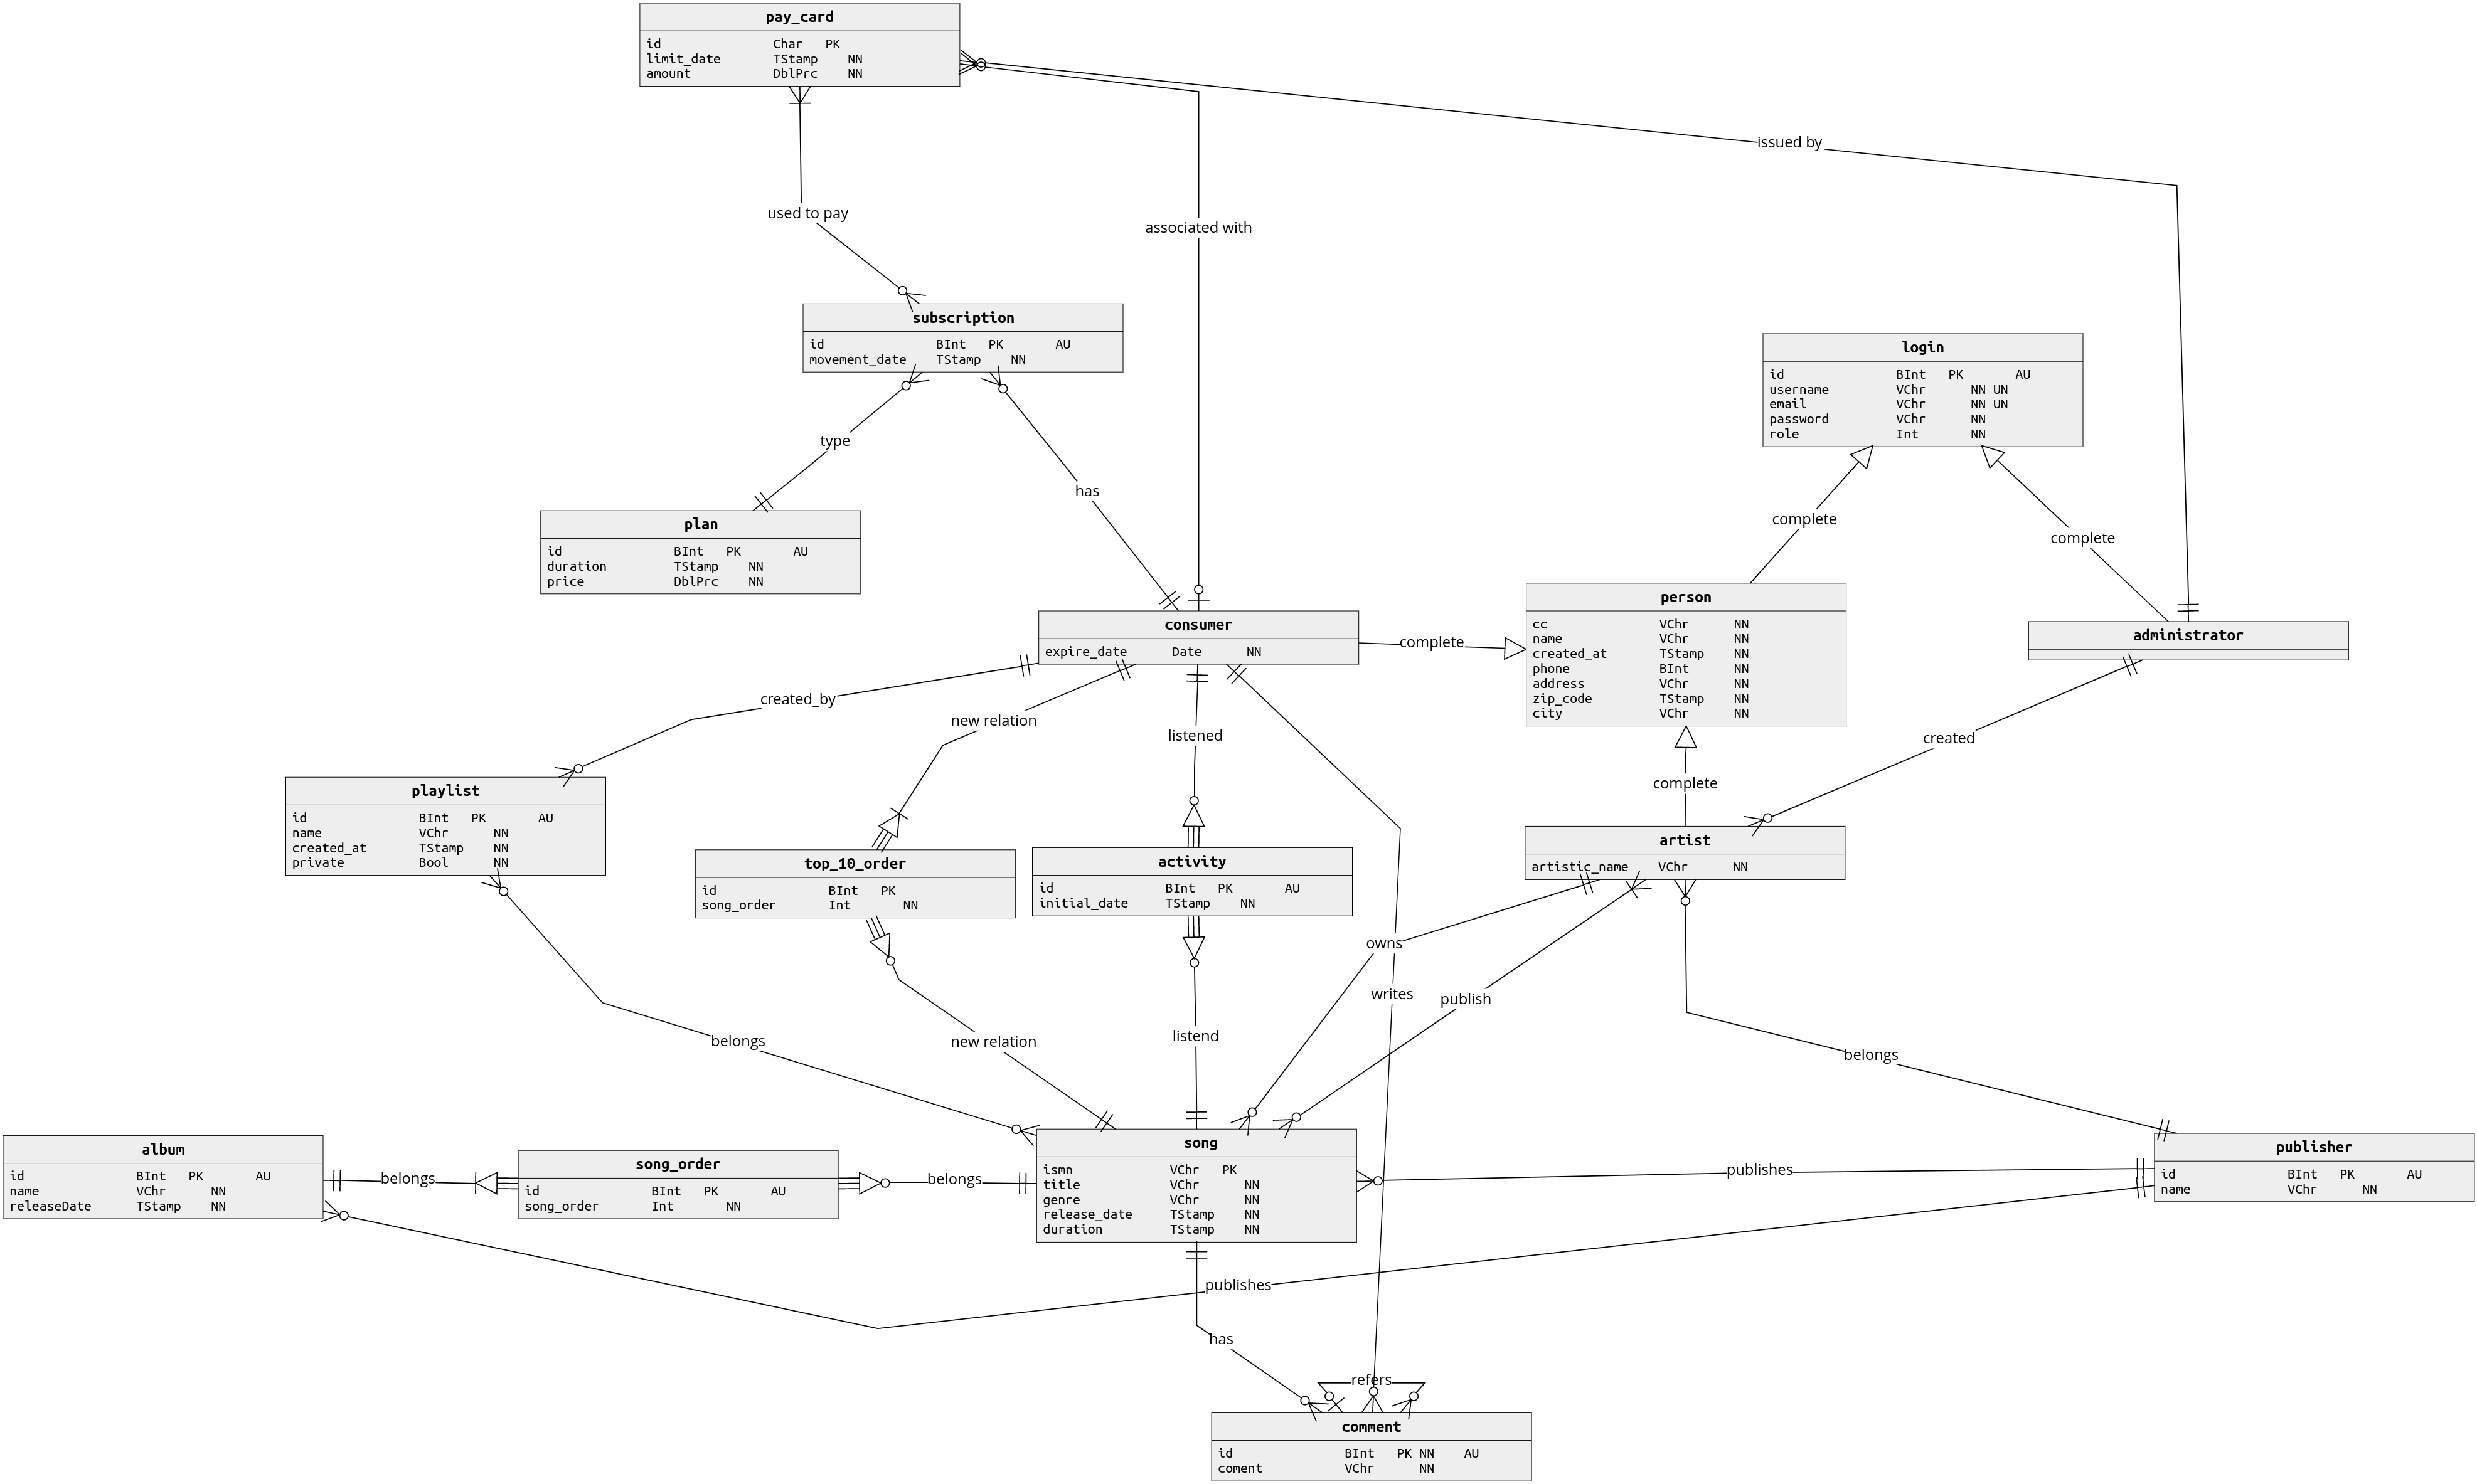 pay_card
id Char PK
limit_date TStamp NN
amount DblPrc NN
issued by
used to pay
associated with
subscription
id BInt PK AU
movement_date TStamp NN
login
id BInt PK AU
username VChr NN UN
email VChr NN UN
password VChr NN
role Int NN
type
has
plan
id BInt PK AU
duration TStamp NN
price DblPrc NN
complete
complete
consumer
expire_date Date NN
complete
person
cc VChr NN
name VChr NN
created_at TStamp NN
phone BInt NN
address VChr NN
zip_code TStamp NN
city VChr NN
administrator
created_by
new relation
listened
created
complete
playlist
id BInt PK AU
name VChr NN
created_at TStamp NN
private Bool NN
top_10_order
id BInt PK
song_order Int NN
activity
id BInt PK AU
initial_date TStamp NN
artist
artistic_name VChr NN
owns
writes
publish
belongs
new relation
listend
belongs
album
id BInt PK AU
name VChr NN
releaseDate TStamp NN
belongs
song_order
id BInt PK AU
song_order Int NN
belongs
song
ismn VChr PK
title VChr NN
genre VChr NN
release_date TStamp NN
duration TStamp NN
publishes
publisher
id BInt PK AU
name VChr NN
publishes
has
refers
comment
id BInt PK NN AU
coment VChr NN